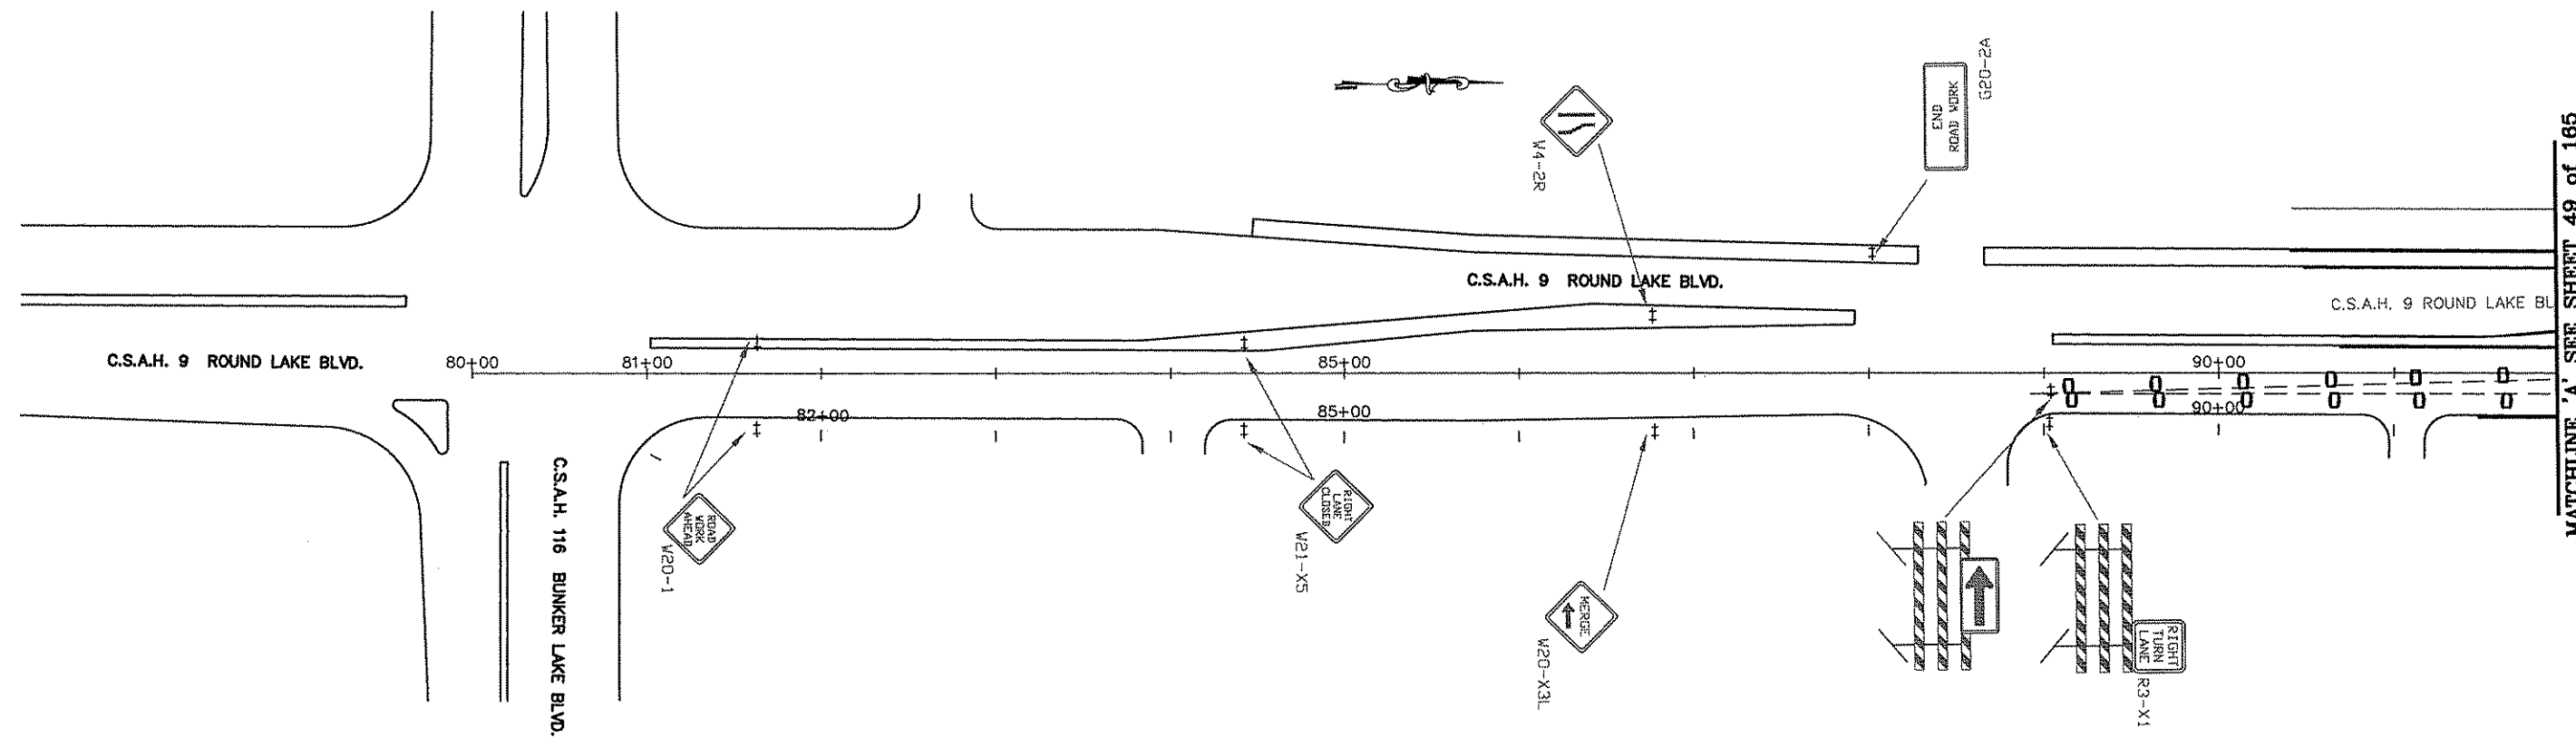 G20-2A
END
ROAD WORK
W4-2R
MATCHLINE 'A' SEE SHEET 49 of 165
C.S.A.H. 9 ROUND LAKE BLVD.
C.S.A.H. 9 ROUND LAKE BL
C.S.A.H. 9 ROUND LAKE BLVD.
80+00
81+00
85+00
90+00
82+00
85+00
90+00
C.S.A.H. 116 BUNKER LAKE BLVD.
ROAD
WORK
AHEAD
W20-1
RIGHT
LANE
CLOSED
W21-X5
MERGE
W20-X3L
RIGHT
TURN
LANE
R3-X1